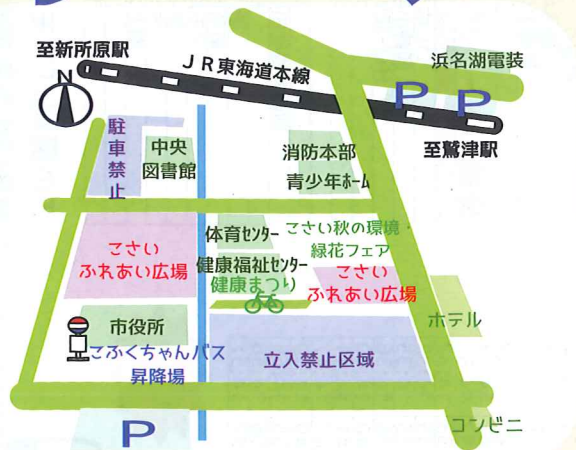 至新所原駅
JR東海道本線
浜名湖電装
N
P P
至鷲津駅
駐車禁止
中央
図書館
消防本部
青少年ホーム
こさい
ふれあい広場
体育センター
こさい秋の環境・
緑花フェア
健康福祉センター
健康まつり
こさい
ふれあい広場
市役所
ホテル
こふくちゃんバス
昇降場
立入禁止区域
コンビニ
P